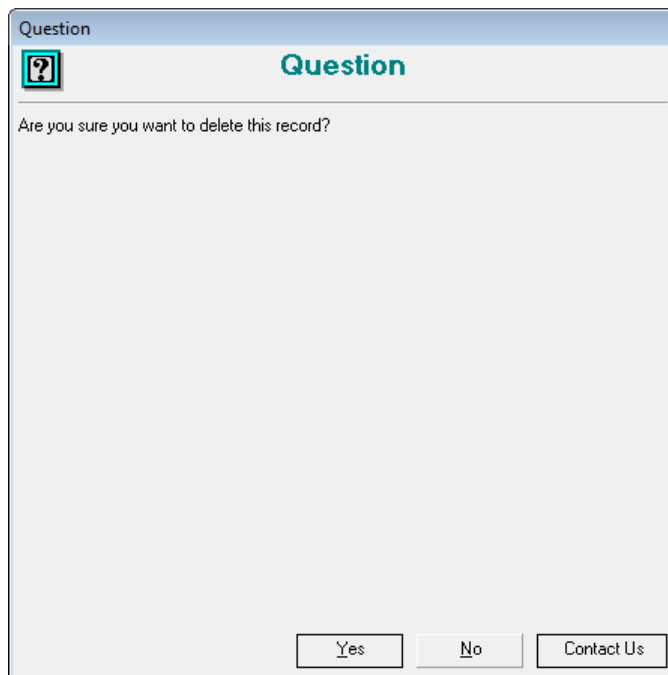 Question
Question
Are you sure you want to delete this record?
Yes No Contact Us